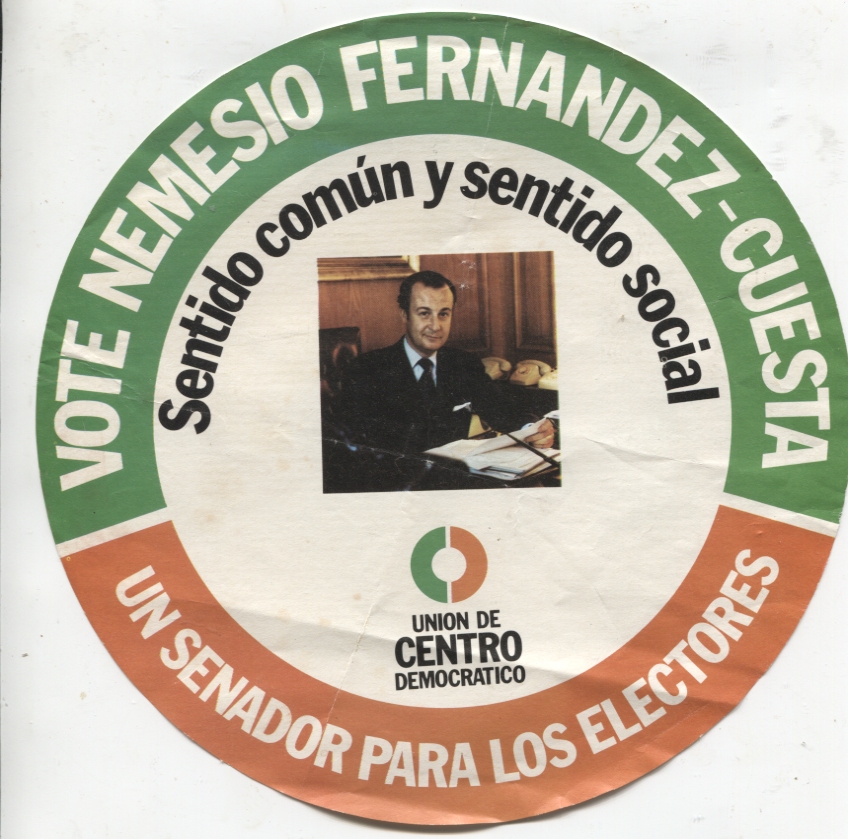 VOTE NEMESIO FERNANDEZ-CUESTA
Sentido común y sentido social
UNION DE
CENTRO
DEMOCRATICO
UN SENADOR PARA LOS ELECTORES